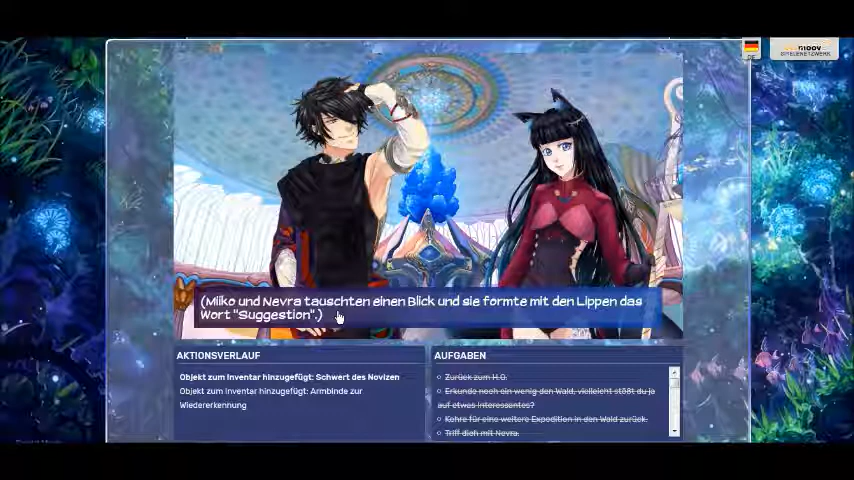 DE
SPIELENETZWERK
(Miiko und Nevra tauschten einen Blick und sie formte mit den Lippen das
Wort "Suggestion".)
AKTIONSVERLAUF
AUFGABEN
Objekt zum Inventar hinzugefügt: Schwert des Novizen
Objekt zum Inventar hinzugefügt: Armbinde zur
Wiedererkennung
Zurück zum H.Q.
Erkunde noch ein wenig den Wald, vielleicht stößt du ja
auf etwas Interessantes?
Kehre für eine weitere Expedition in den Wald zurück.
Triff dich mit Nevra.